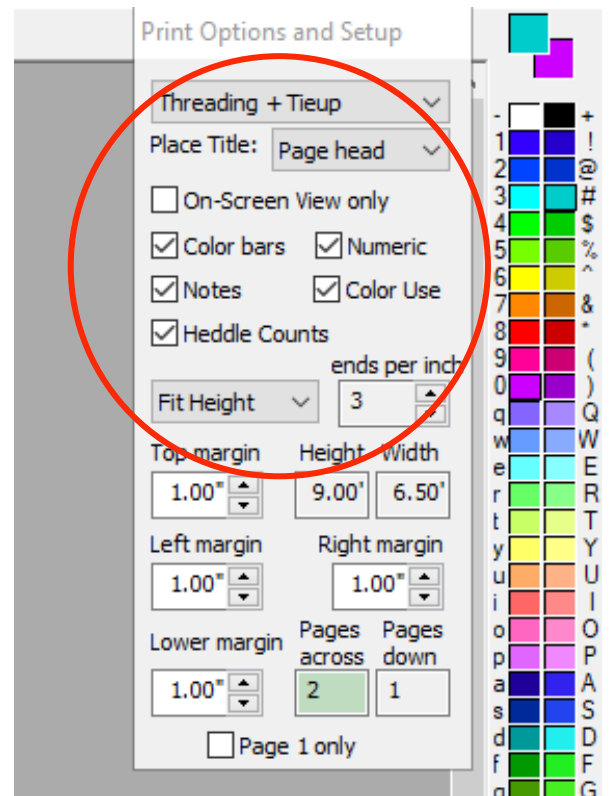 Print Options and Setup
Threading + Tieup
Place Title: Page head
On-Screen View only
Color bars Numeric
Notes Color Use
Heddle Counts
ends per inch
Fit Height 3
Top margin Height Width
1.00" 9.00' 6.50'
Left margin Right margin
1.00" 1.00"
Lower margin Pages across Pages down
1.00" 2 1
Page 1 only
- +
1 !
2 @
3 #
4 $
5 %
6 ^
7 &
8 *
9 (
0 )
q Q
w W
e E
r R
t T
y Y
u U
i I
o O
p P
a A
s S
d D
f F
g G